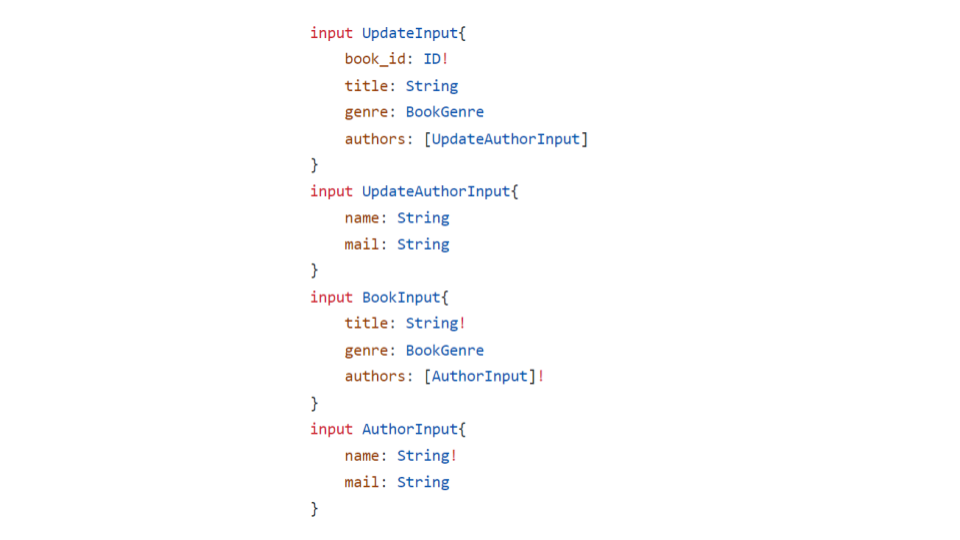 input UpdateInput{
    book_id: ID!
    title: String
    genre: BookGenre
    authors: [UpdateAuthorInput]
}
input UpdateAuthorInput{
    name: String
    mail: String
}
input BookInput{
    title: String!
    genre: BookGenre
    authors: [AuthorInput]!
}
input AuthorInput{
    name: String!
    mail: String
}